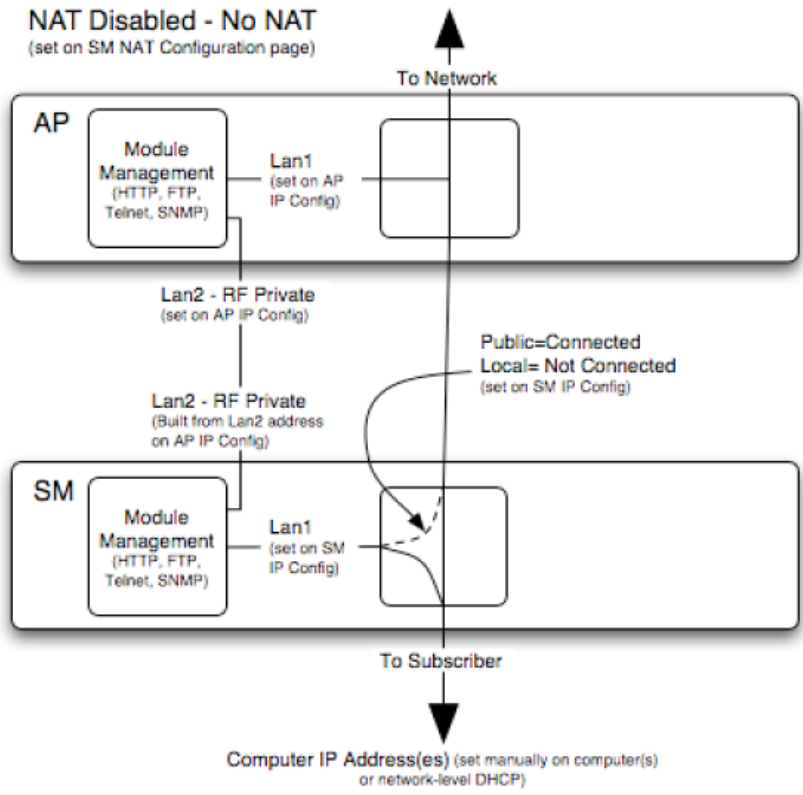 NAT Disabled - No NAT
(set on SM NAT Configuration page)
To Network
AP
Module
Management
(HTTP, FTP,
Telnet, SNMP)
Lan1
(set on AP
IP Config)
Lan2 - RF Private
(set on AP IP Config)
Public=Connected
Local= Not Connected
(set on SM IP Config)
Lan2 - RF Private
(Built from Lan2 address
on AP IP Config)
SM
Module
Management
(HTTP, FTP,
Telnet, SNMP)
Lan1
(set on SM
IP Config)
To Subscriber
Computer IP Address(es) (set manually on computer(s)
or network-level DHCP)